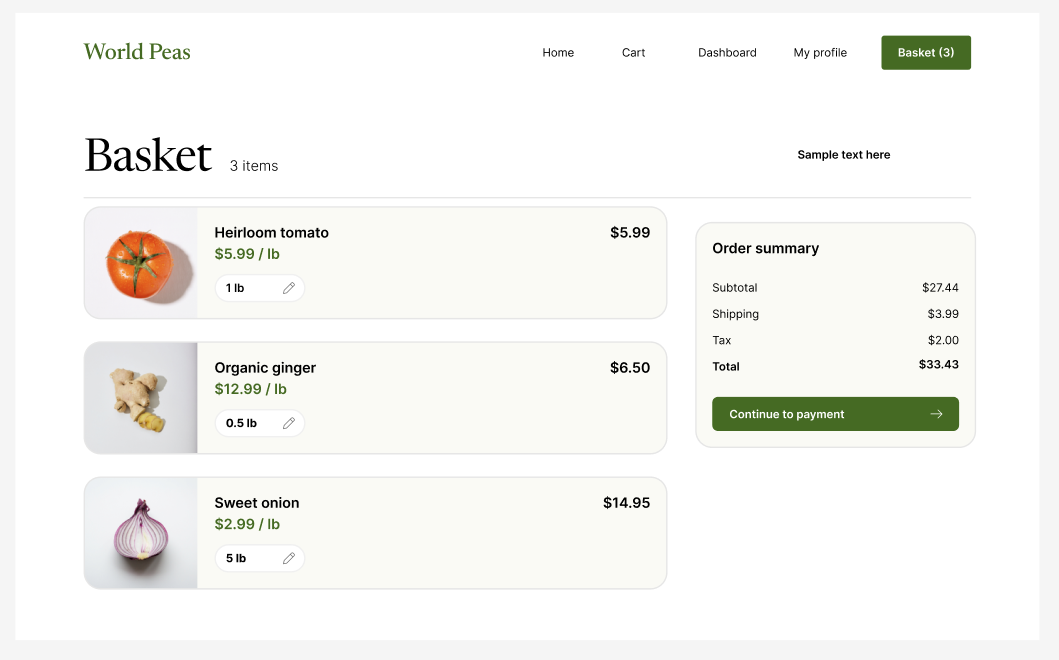 World Peas
Home Cart Dashboard My profile Basket (3)
Basket 3 items
Sample text here
Heirloom tomato $5.99
$5.99 / lb
1 lb
Organic ginger $6.50
$12.99 / lb
0.5 lb
Sweet onion $14.95
$2.99 / lb
5 lb
Order summary
Subtotal $27.44
Shipping $3.99
Tax $2.00
Total $33.43
Continue to payment